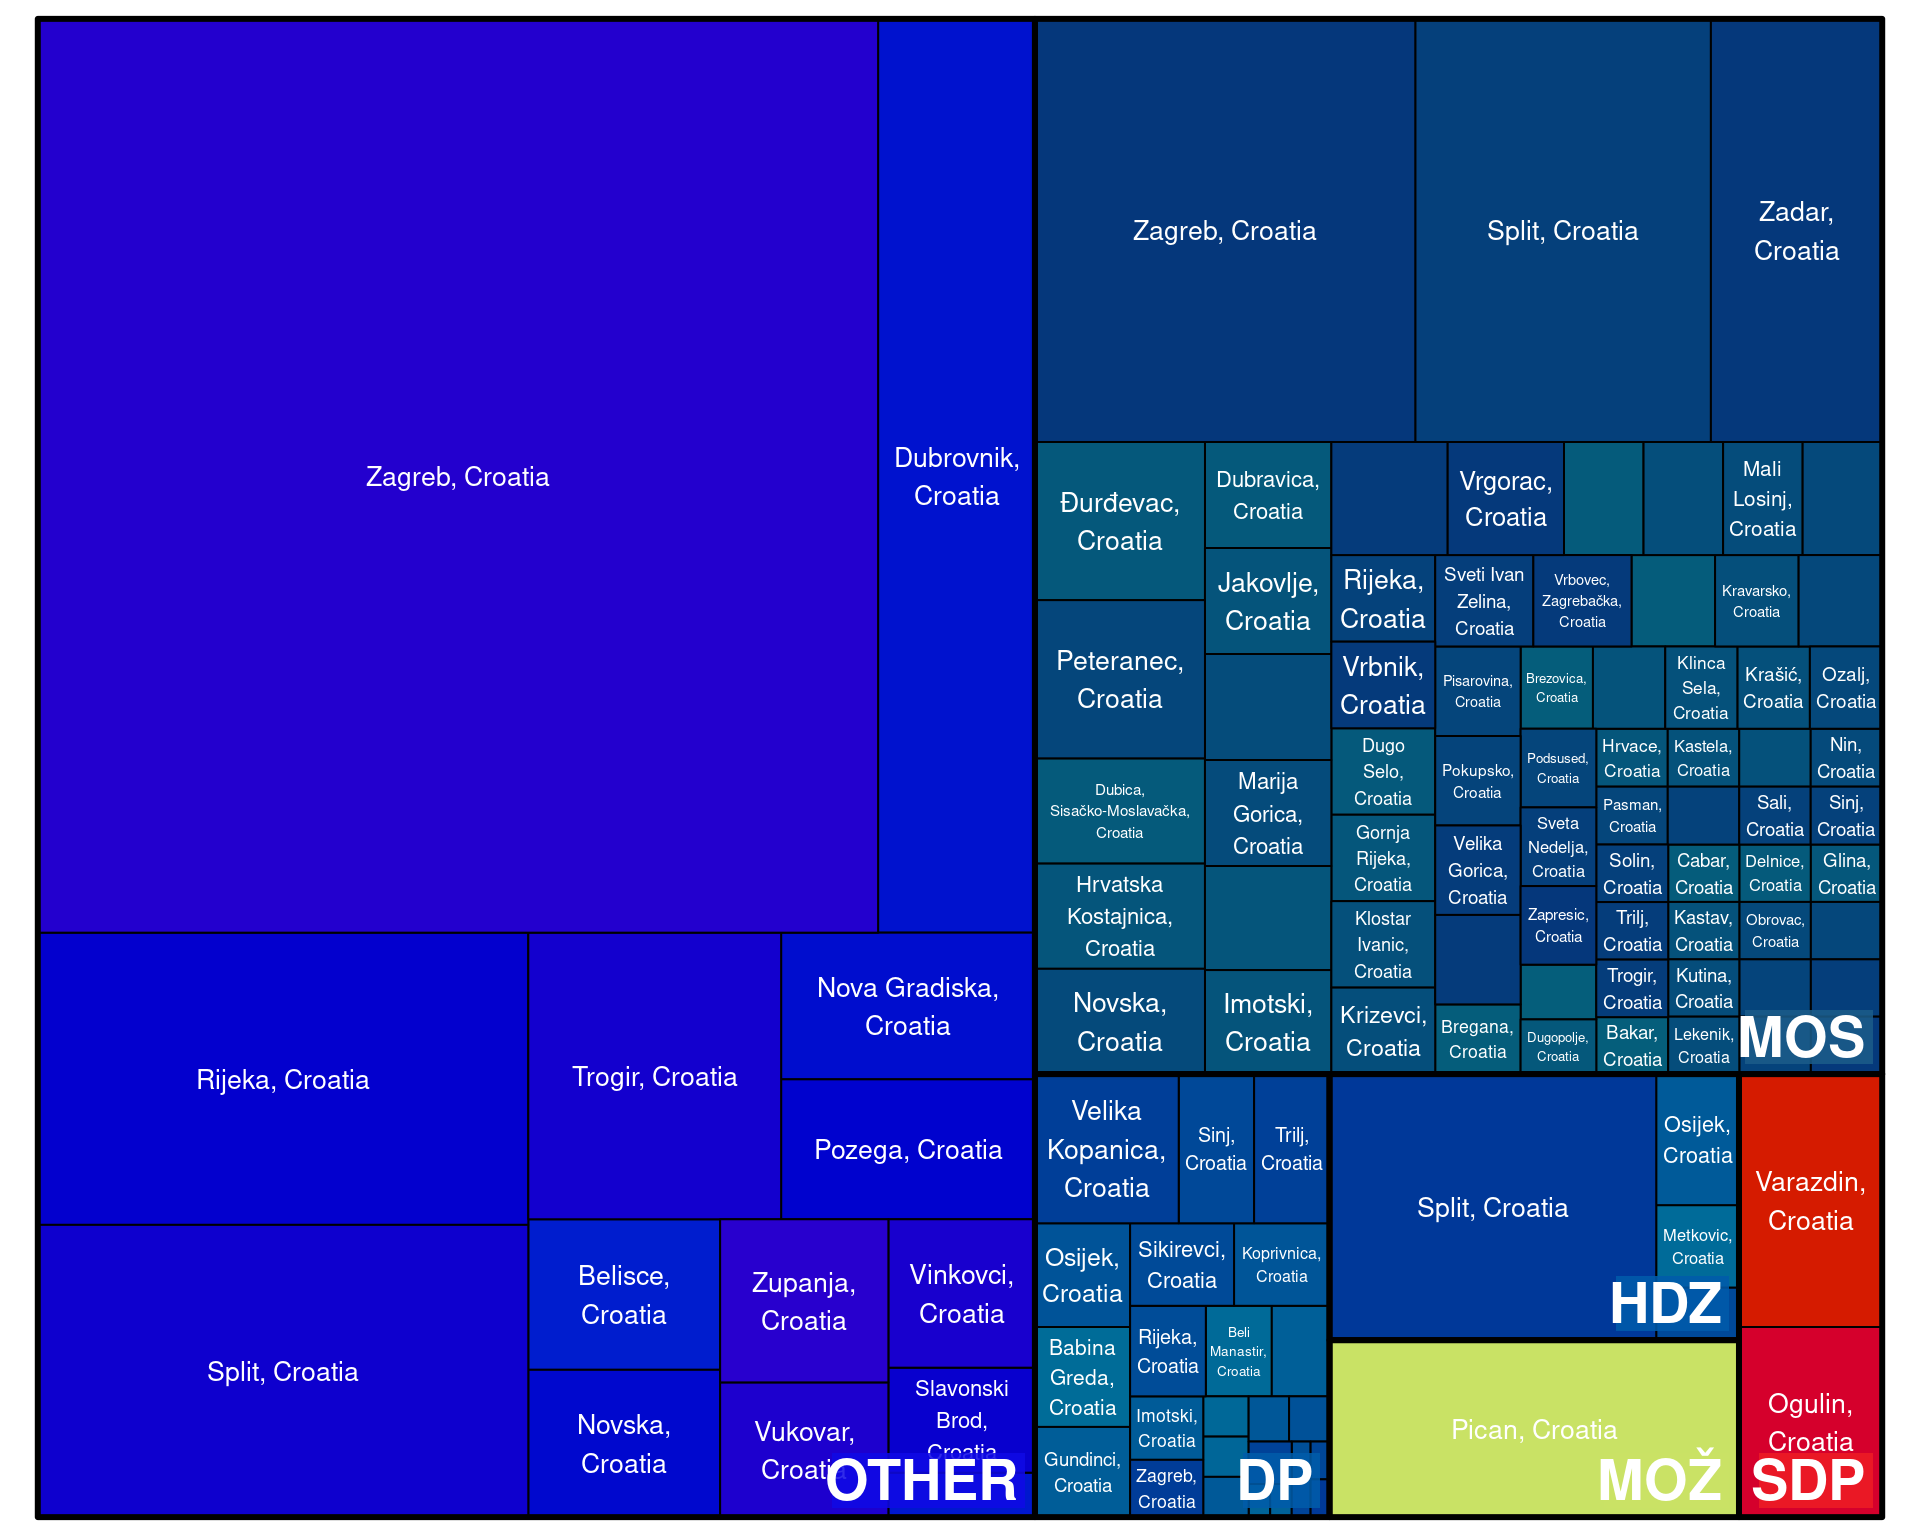 Zagreb, Croatia
Dubrovnik,
Croatia
Rijeka, Croatia
Split, Croatia
Trogir, Croatia
Nova Gradiska,
Croatia
Pozega, Croatia
Belisce,
Croatia
Novska,
Croatia
Zupanja,
Croatia
Vukovar,
Croatia
Vinkovci,
Croatia
Slavonski
Brod,
Croatia
OTHER
Zagreb, Croatia
Split, Croatia
Zadar,
Croatia
Đurđevac,
Croatia
Peteranec,
Croatia
Dubica,
Sisačko-Moslavačka,
Croatia
Hrvatska
Kostajnica,
Croatia
Novska,
Croatia
Dubravica,
Croatia
Jakovlje,
Croatia
Marija
Gorica,
Croatia
Imotski,
Croatia
Vrgorac,
Croatia
Mali
Losinj,
Croatia
Rijeka,
Croatia
Vrbnik,
Croatia
Dugo
Selo,
Croatia
Gornja
Rijeka,
Croatia
Klostar
Ivanic,
Croatia
Krizevci,
Croatia
Sveti Ivan
Zelina,
Croatia
Vrbovec,
Zagrebačka,
Croatia
Kravarsko,
Croatia
Pisarovina,
Croatia
Pokupsko,
Croatia
Velika
Gorica,
Croatia
Bregana,
Croatia
Brezovica,
Croatia
Klinca
Sela,
Croatia
Krašić,
Croatia
Ozalj,
Croatia
Podsused,
Croatia
Sveta
Nedelja,
Croatia
Zapresic,
Croatia
Dugopolje,
Croatia
Hrvace,
Croatia
Kastela,
Croatia
Nin,
Croatia
Pasman,
Croatia
Sali,
Croatia
Sinj,
Croatia
Solin,
Croatia
Cabar,
Croatia
Delnice,
Croatia
Glina,
Croatia
Trilj,
Croatia
Kastav,
Croatia
Obrovac,
Croatia
Trogir,
Croatia
Kutina,
Croatia
Bakar,
Croatia
Lekenik,
Croatia
MOS
Velika
Kopanica,
Croatia
Sinj,
Croatia
Trilj,
Croatia
Osijek,
Croatia
Babina
Greda,
Croatia
Gundinci,
Croatia
Sikirevci,
Croatia
Koprivnica,
Croatia
Rijeka,
Croatia
Beli
Manastir,
Croatia
Imotski,
Croatia
Zagreb,
Croatia
DP
Split, Croatia
Osijek,
Croatia
Metkovic,
Croatia
HDZ
Pican, Croatia
MOŽ
Varazdin,
Croatia
Ogulin,
Croatia
SDP